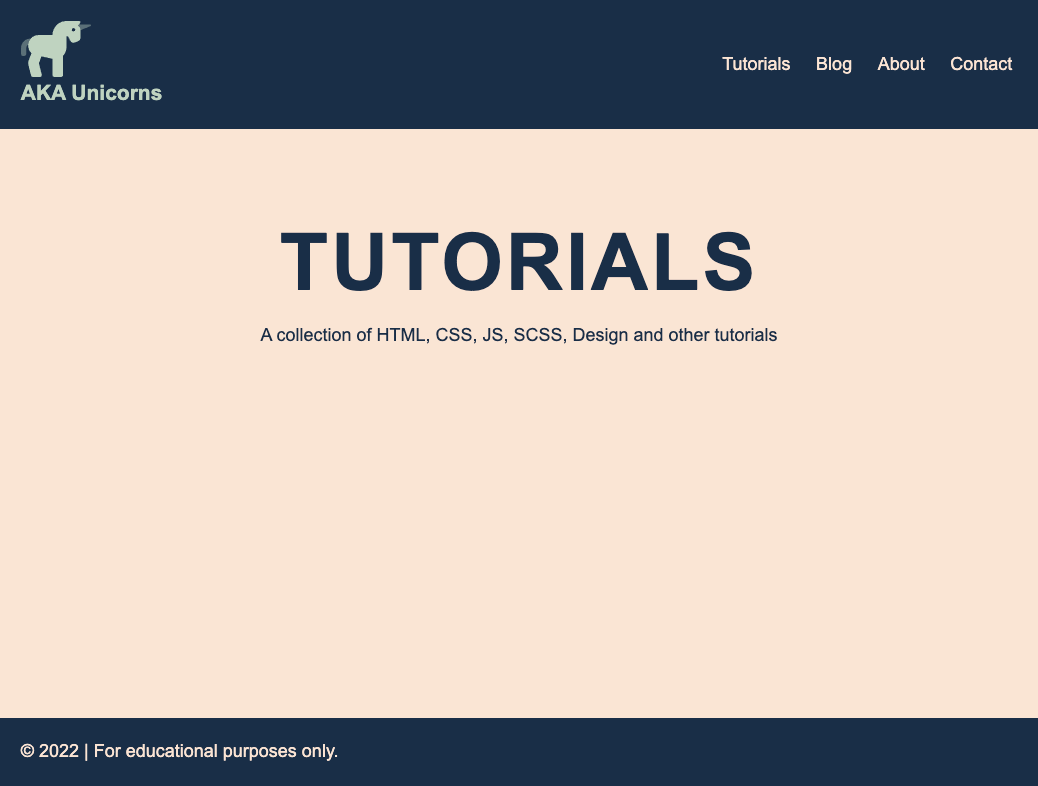 AKA Unicorns
Tutorials Blog About Contact
TUTORIALS
A collection of HTML, CSS, JS, SCSS, Design and other tutorials
© 2022 | For educational purposes only.